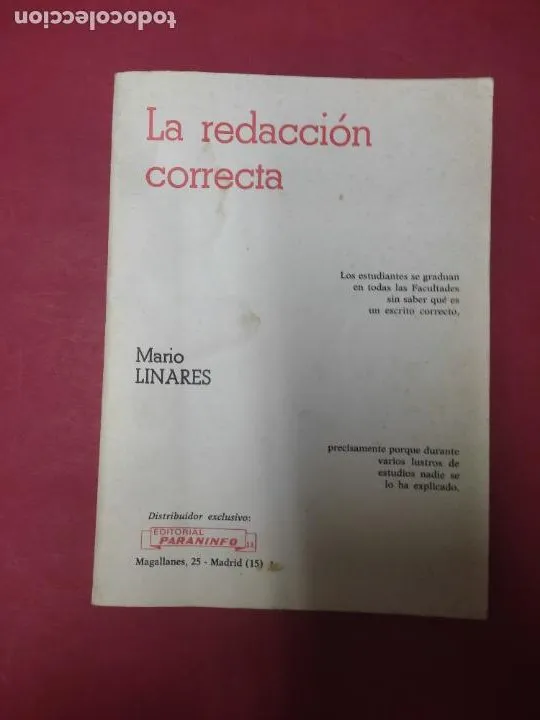 todocoleccion
La redacción
correcta
Los estudiantes se graduan
en todas las Facultades
sin saber qué es
un escrito correcto,
Mario
LINARES
precisamente porque durante
varios lustros de
estudios nadie se
lo ha explicado.
Distribuidor exclusivo:
EDITORIAL
PARANINFO
Magallanes, 25 - Madrid (15)